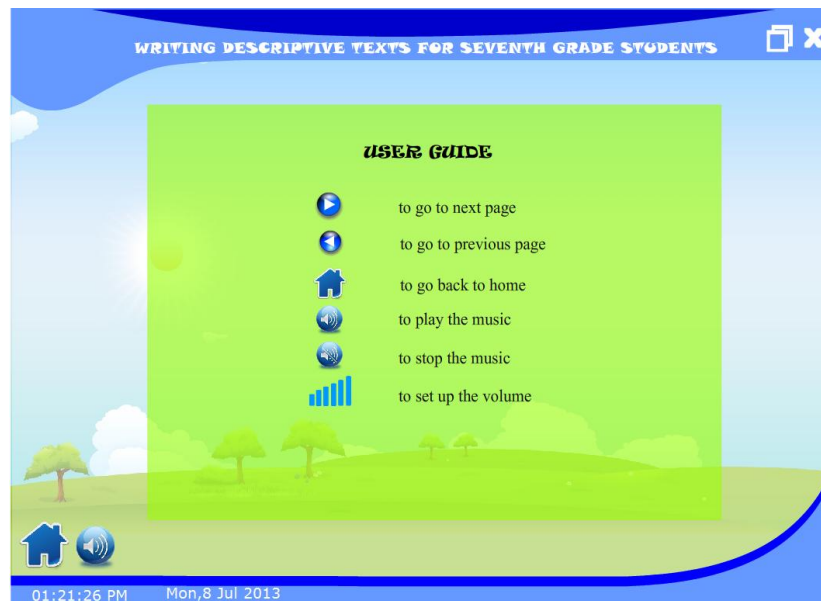 WRITING DESCRIPTIVE TEXTS FOR SEVENTH GRADE STUDENTS
USER GUIDE
to go to next page
to go to previous page
to go back to home
to play the music
to stop the music
to set up the volume
01:21:26 PM Mon,8 Jul 2013